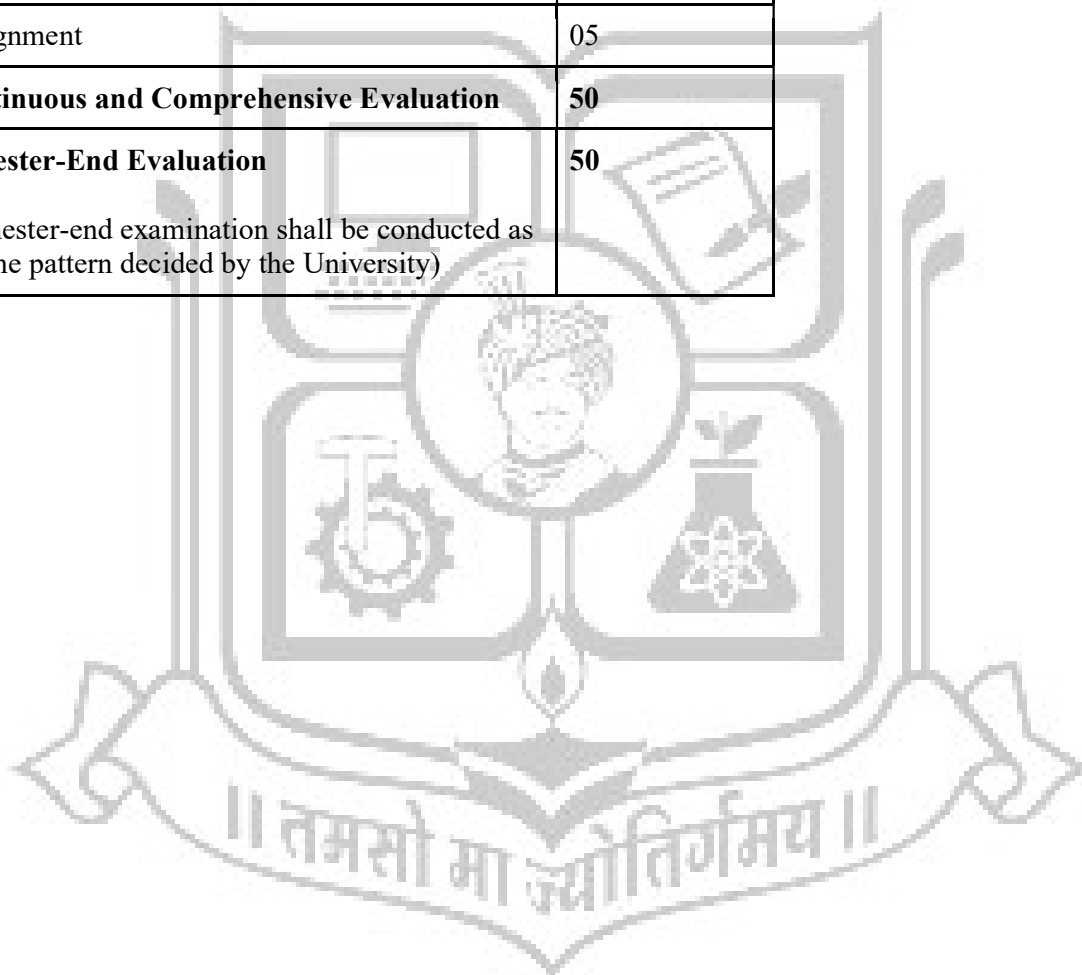 gnment 05
tinuous and Comprehensive Evaluation 50
ester-End Evaluation 50
ester-end examination shall be conducted as
ne pattern decided by the University)
॥ तमसो मा ज्योतिर्गमय ॥